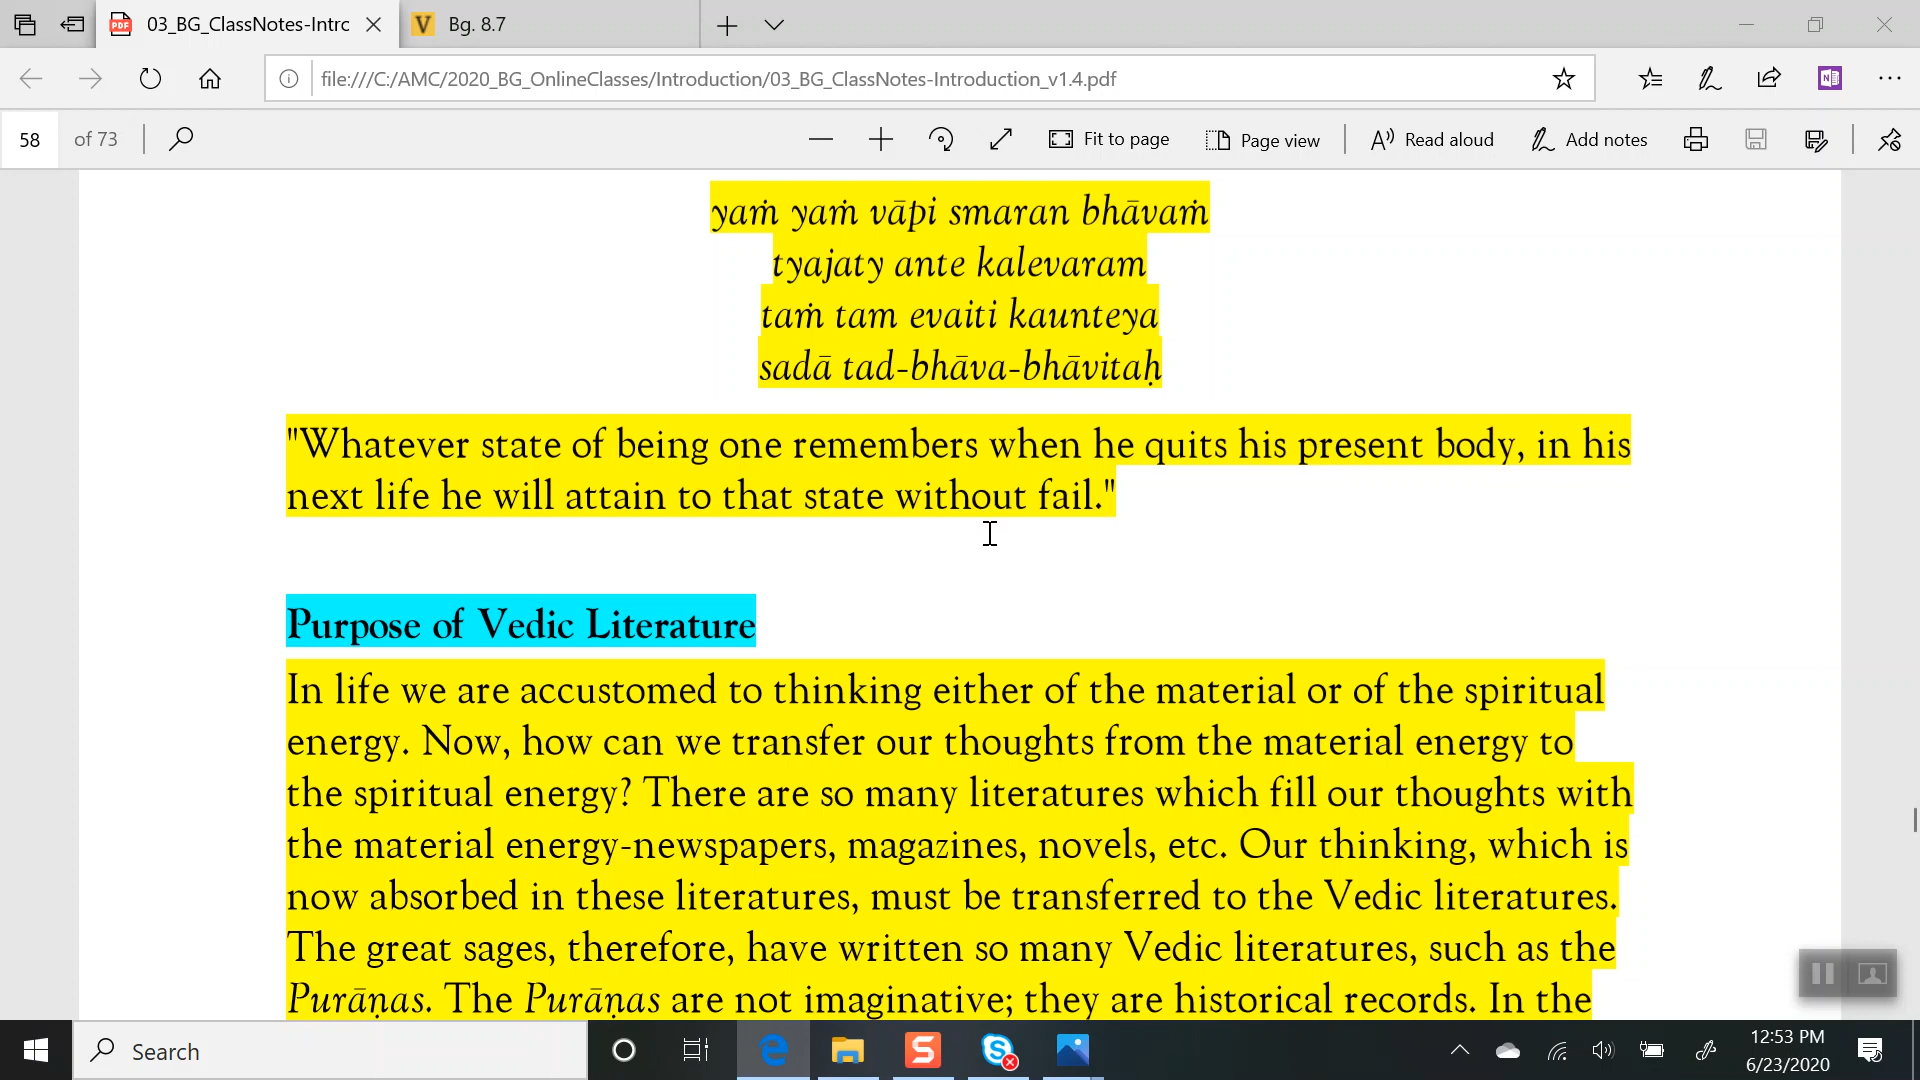 03_BG_ClassNotes-Intrc
Bg. 8.7
file:///C:/AMC/2020_BG_OnlineClasses/Introduction/03_BG_ClassNotes-Introduction_v1.4.pdf
58 of 73
Fit to page
Page view
Read aloud
Add notes
yaṁ yaṁ vāpi smaran bhāvaṁ
tyajaty ante kalevaram
taṁ tam evaiti kaunteya
sadā tad-bhāva-bhāvitaḥ
"Whatever state of being one remembers when he quits his present body, in his
next life he will attain to that state without fail."
Purpose of Vedic Literature
In life we are accustomed to thinking either of the material or of the spiritual
energy. Now, how can we transfer our thoughts from the material energy to
the spiritual energy? There are so many literatures which fill our thoughts with
the material energy-newspapers, magazines, novels, etc. Our thinking, which is
now absorbed in these literatures, must be transferred to the Vedic literatures.
The great sages, therefore, have written so many Vedic literatures, such as the
Purāṇas. The Purāṇas are not imaginative; they are historical records. In the
Search
12:53 PM
6/23/2020